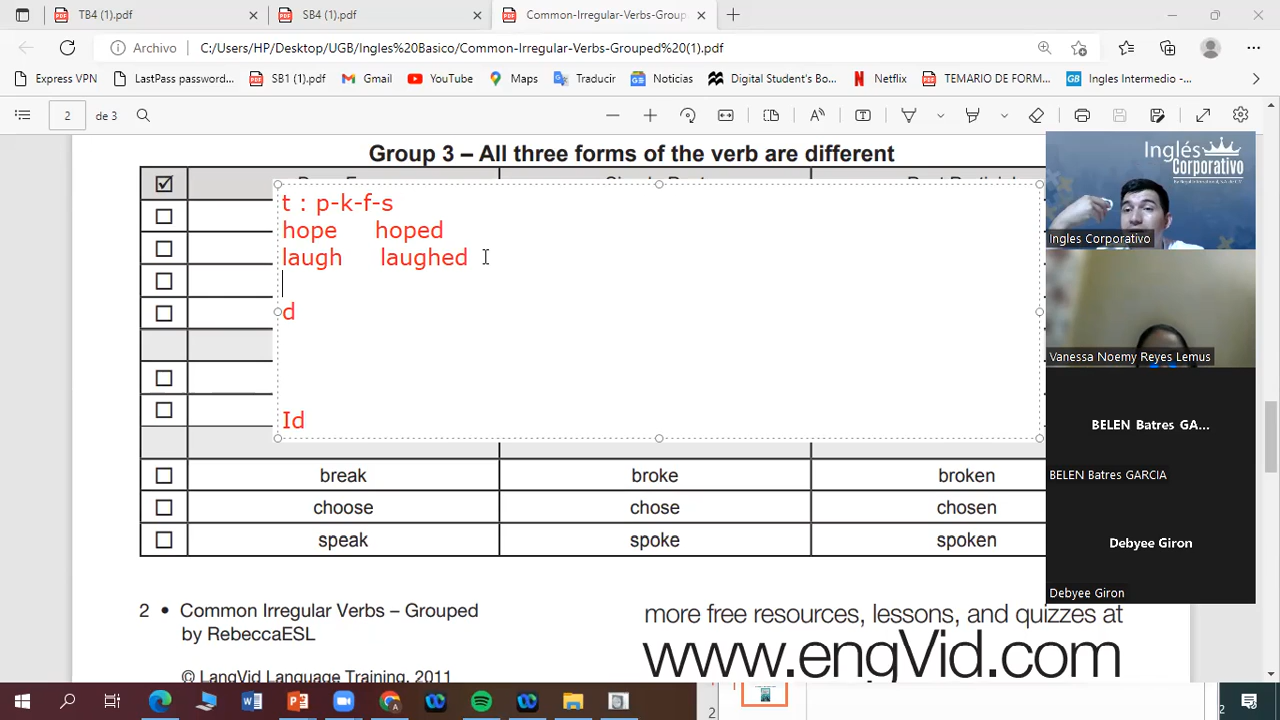 TB4 (1).pdf
SB4 (1).pdf
Common-Irregular-Verbs-Group
Archivo
C:/Users/HP/Desktop/UGB/Ingles%20Basico/Common-Irregular-Verbs-Grouped%20(1).pdf
Express VPN
LastPass password...
SB1 (1).pdf
Gmail
YouTube
Maps
Traducir
Noticias
Digital Student's Bo...
Netflix
TEMARIO DE FORM...
Ingles Intermedio -...
2 de 3
Group 3 – All three forms of the verb are different
t : p-k-f-s
hope hoped
laugh laughed
d
Id
break broke broken
choose chose chosen
speak spoke spoken
2 • Common Irregular Verbs – Grouped
by RebeccaESL
© LangVid Language Training, 2011
more free resources, lessons, and quizzes at
www.engVid.com
Inglés
Corporativo
Ingles Corporativo
Vanessa Noemy Reyes Lemus
BELEN Batres GA...
BELEN Batres GARCIA
Debyee Giron
Debyee Giron
1
2
2